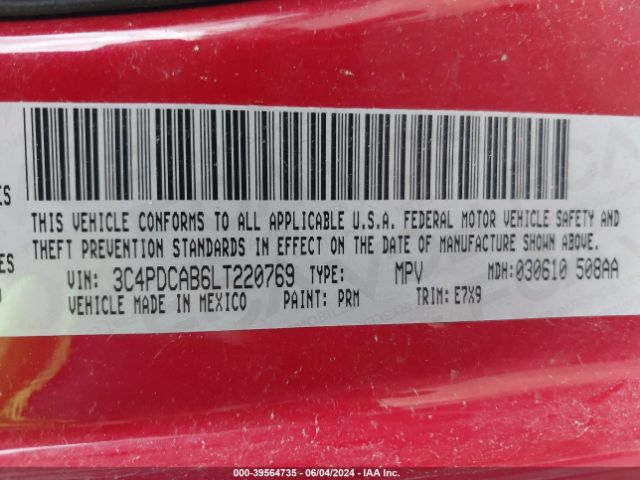 ES
THIS VEHICLE CONFORMS TO ALL APPLICABLE U.S.A. FEDERAL MOTOR VEHICLE SAFETY AND
THEFT PREVENTION STANDARDS IN EFFECT ON THE DATE OF MANUFACTURE SHOWN ABOVE.
ES
VIN: 3C4PDCAB6LT220769 TYPE: MPV MDH: 030610 508AA
VEHICLE MADE IN MEXICO PAINT: PRM TRIM: E7X9
000-39564735 - 06/04/2024 - IAA Inc.